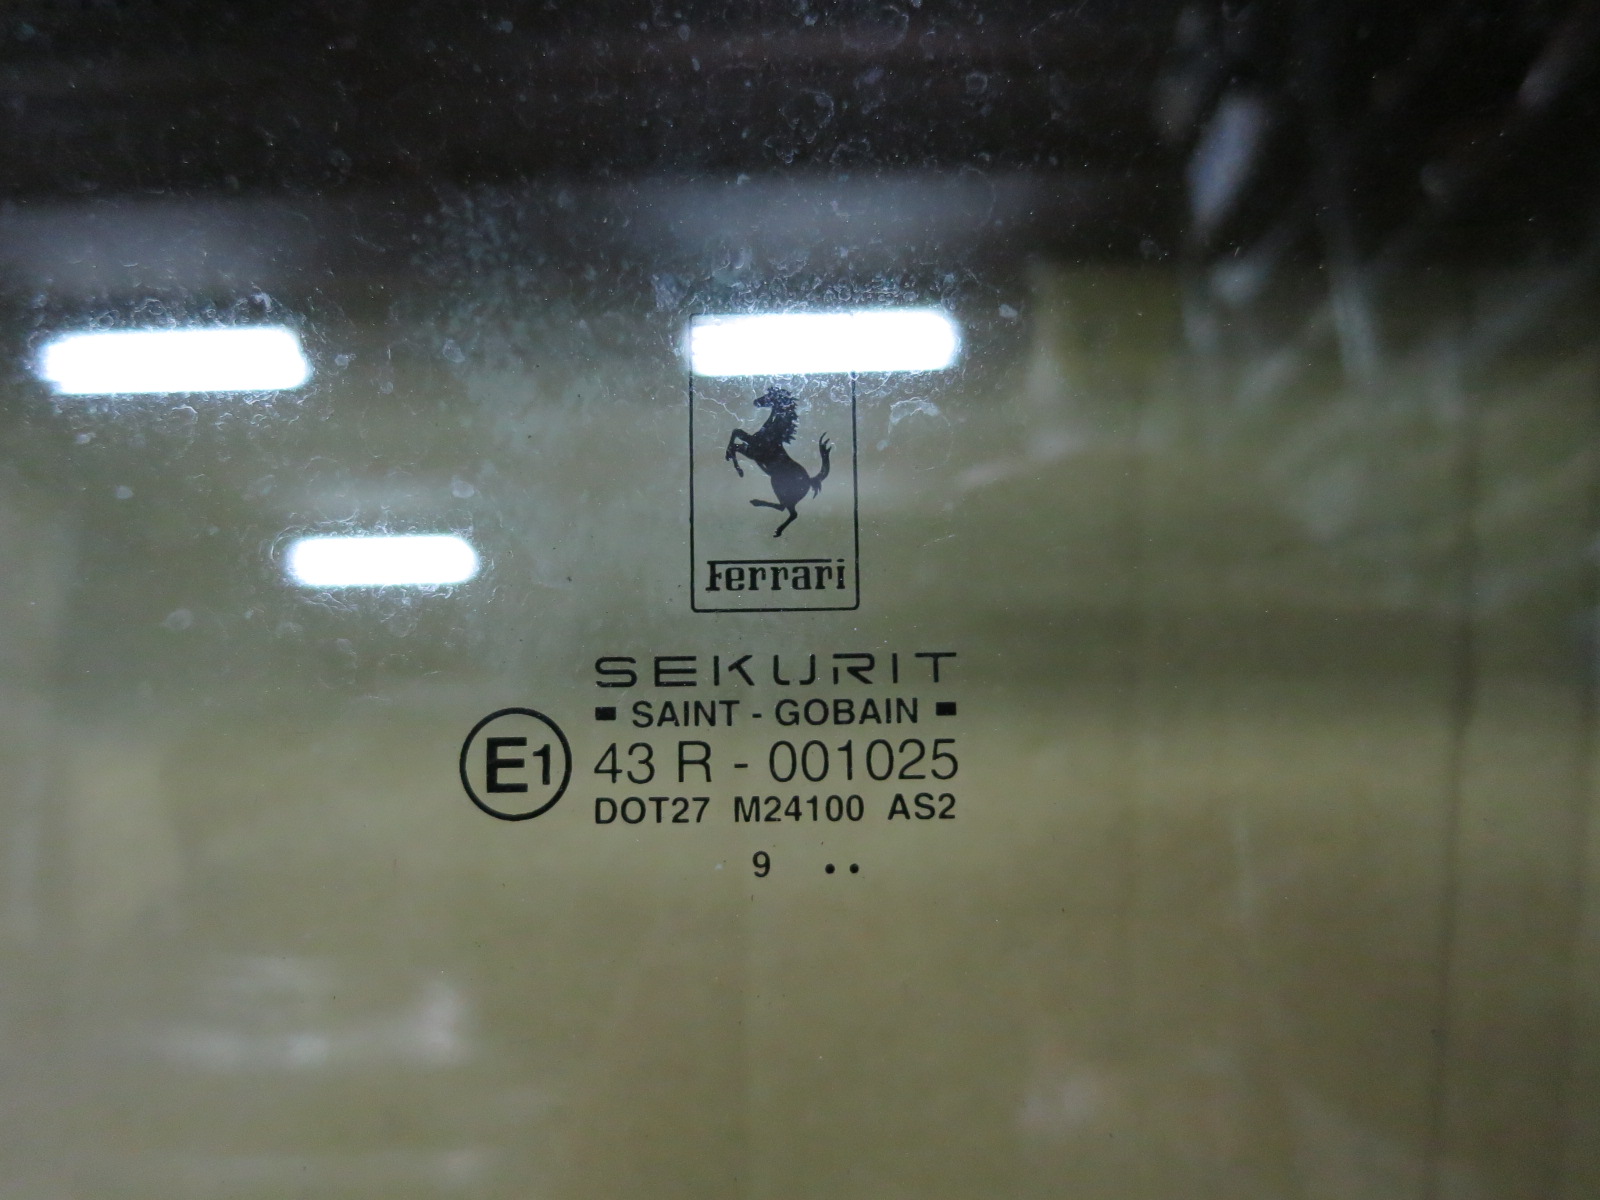 Ferrari
SEKURIT
SAINT - GOBAIN
E1
43 R - 001025
DOT27 M24100 AS2
9 ..